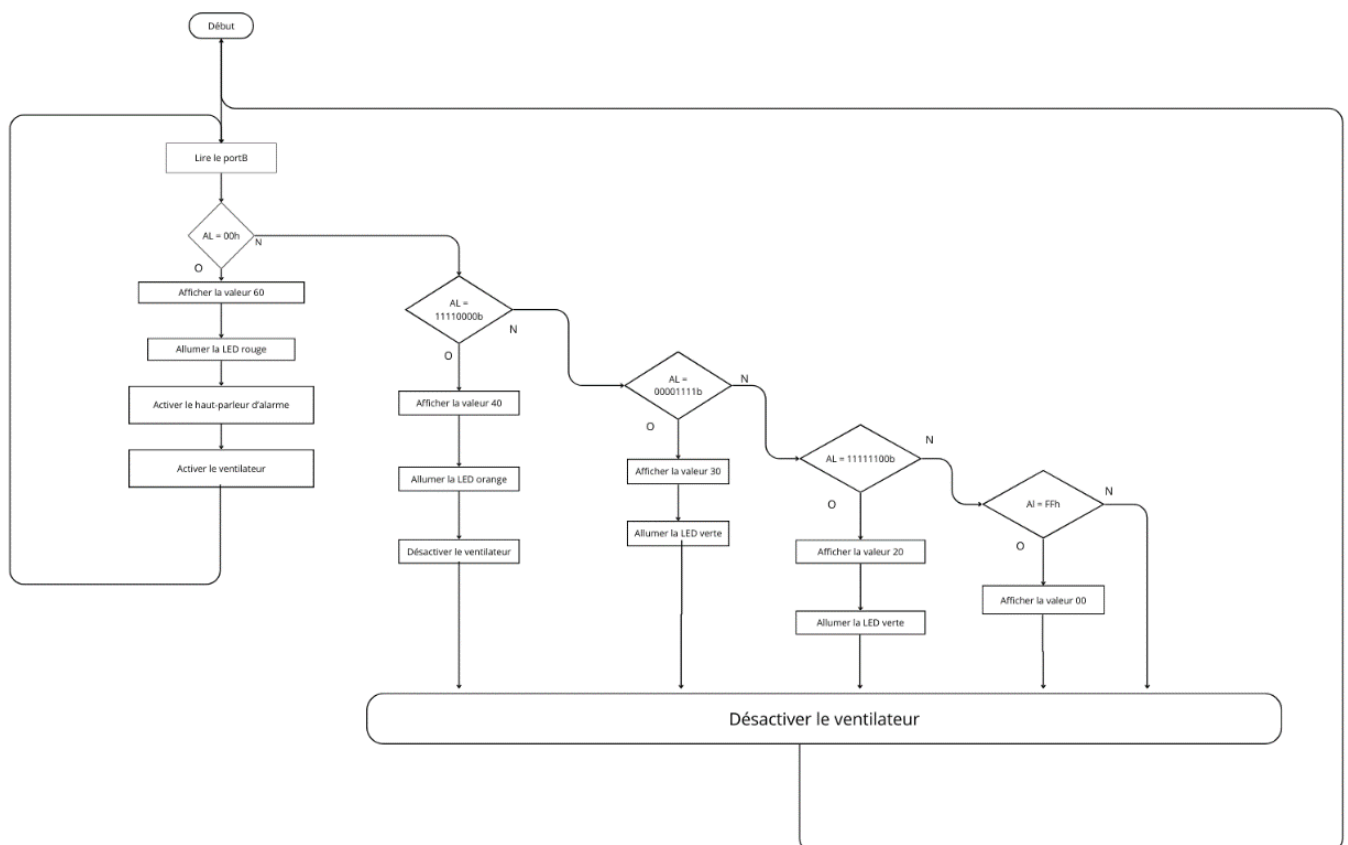 Début
Lire le portB
AL = 00h
N
O
Afficher la valeur 60
Allumer la LED rouge
Activer le haut-parleur d'alarme
Activer le ventilateur
AL =
11110000b
N
O
Afficher la valeur 40
Allumer la LED orange
Désactiver le ventilateur
AL =
00001111b
N
O
Afficher la valeur 30
Allumer la LED verte
AL = 11111100b
N
O
Afficher la valeur 20
Allumer la LED verte
Al = FFh
N
O
Afficher la valeur 00
Désactiver le ventilateur